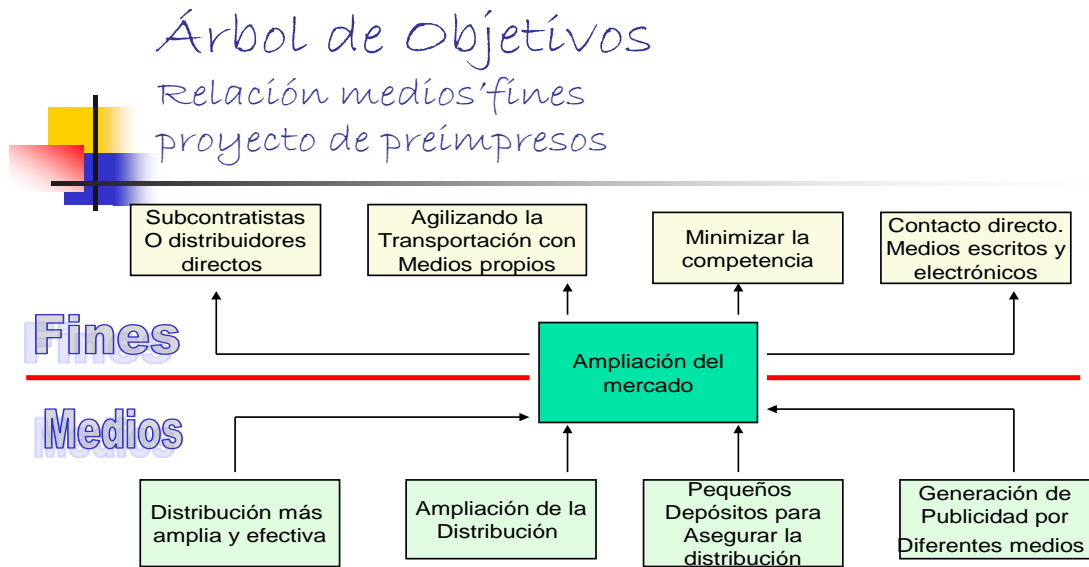 Árbol de Objetivos
Relación medios'fines
proyecto de preimpresos
Subcontratistas
O distribuidores
directos
Agilizando la
Transportación con
Medios propios
Minimizar la
competencia
Contacto directo.
Medios escritos y
electrónicos
Fines
Ampliación del
mercado
Medios
Distribución más
amplia y efectiva
Ampliación de la
Distribución
Pequeños
Depósitos para
Asegurar la
distribución
Generación de
Publicidad por
Diferentes medios